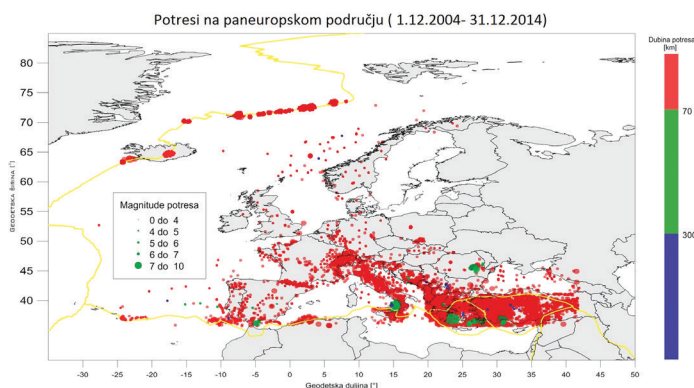 Potresi na paneuropskom području ( 1.12.2004- 31.12.2014)
Dubina potresa
[km]
70
300
GEODETSKA ŠIRINA [°]
85
80
75
70
65
60
55
50
45
40
Magnitude potresa
0 do 4
4 do 5
5 do 6
6 do 7
7 do 10
-30 -25 -20 -15 -10 -5 0 5 10 15 20 25 30 35 40 45 50
Geodetska dužina [°]